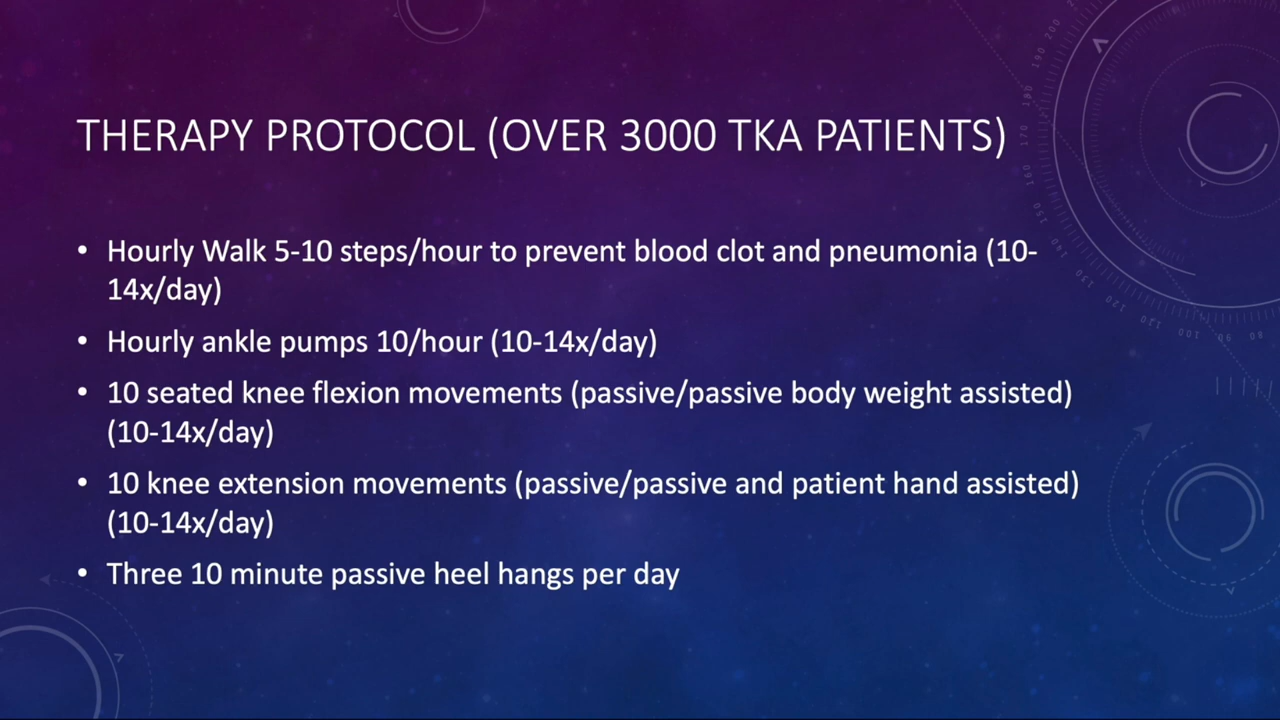 THERAPY PROTOCOL (OVER 3000 TKA PATIENTS)
• Hourly Walk 5-10 steps/hour to prevent blood clot and pneumonia (10-
14x/day)
• Hourly ankle pumps 10/hour (10-14x/day)
• 10 seated knee flexion movements (passive/passive body weight assisted)
(10-14x/day)
• 10 knee extension movements (passive/passive and patient hand assisted)
(10-14x/day)
• Three 10 minute passive heel hangs per day